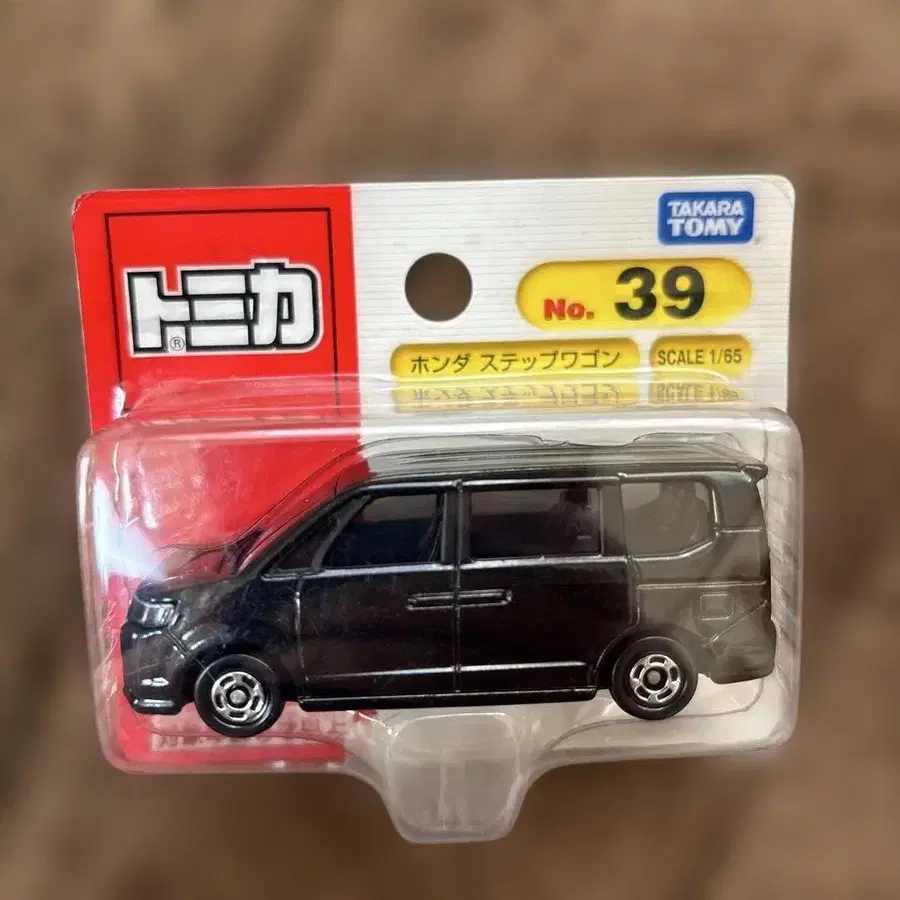 TAKARA
TOMY
トミカ
®
No. 39
ホンダ ステップワゴン
SCALE 1/65